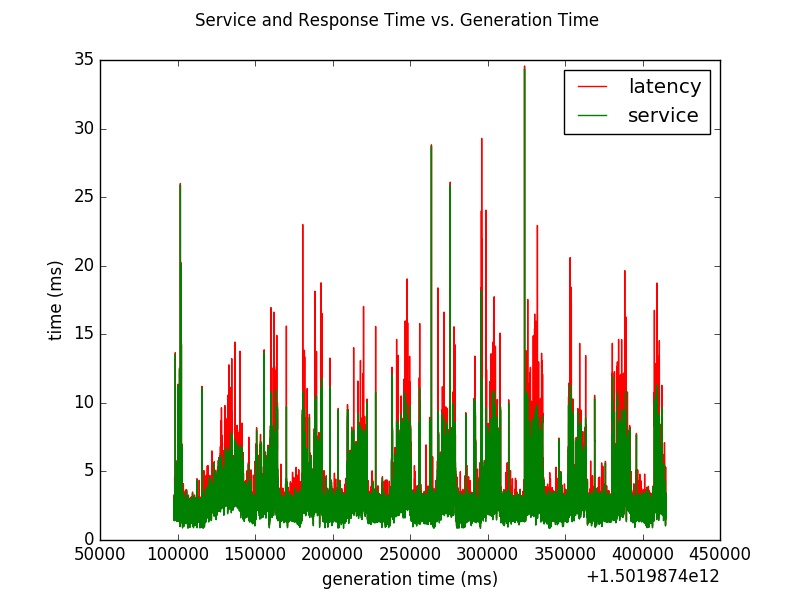 Service and Response Time vs. Generation Time
35
30
25
20
15
10
5
0
time (ms)
latency
service
50000 100000 150000 200000 250000 300000 350000 400000 450000
generation time (ms)
+1.5019874e12